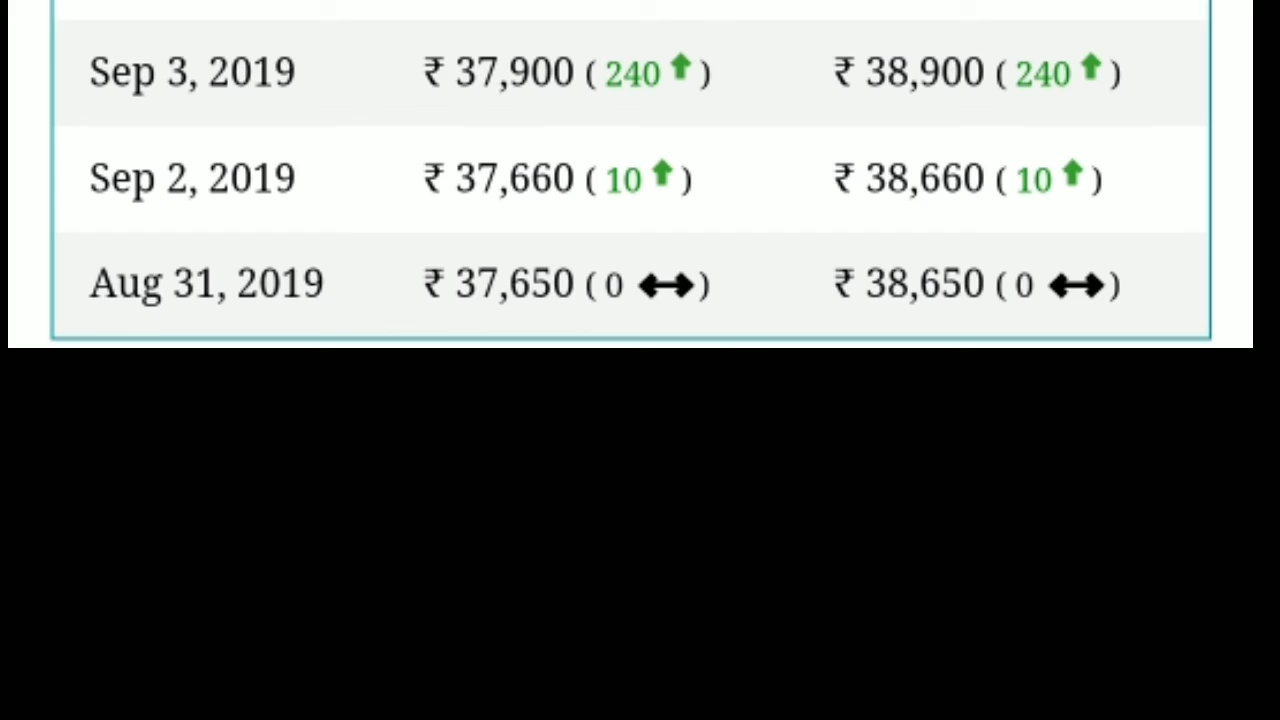 Sep 3, 2019 ₹ 37,900 ( 240 ⬆ ) ₹ 38,900 ( 240 ⬆ )
Sep 2, 2019 ₹ 37,660 ( 10 ⬆ ) ₹ 38,660 ( 10 ⬆ )
Aug 31, 2019 ₹ 37,650 ( 0 ↔ ) ₹ 38,650 ( 0 ↔ )